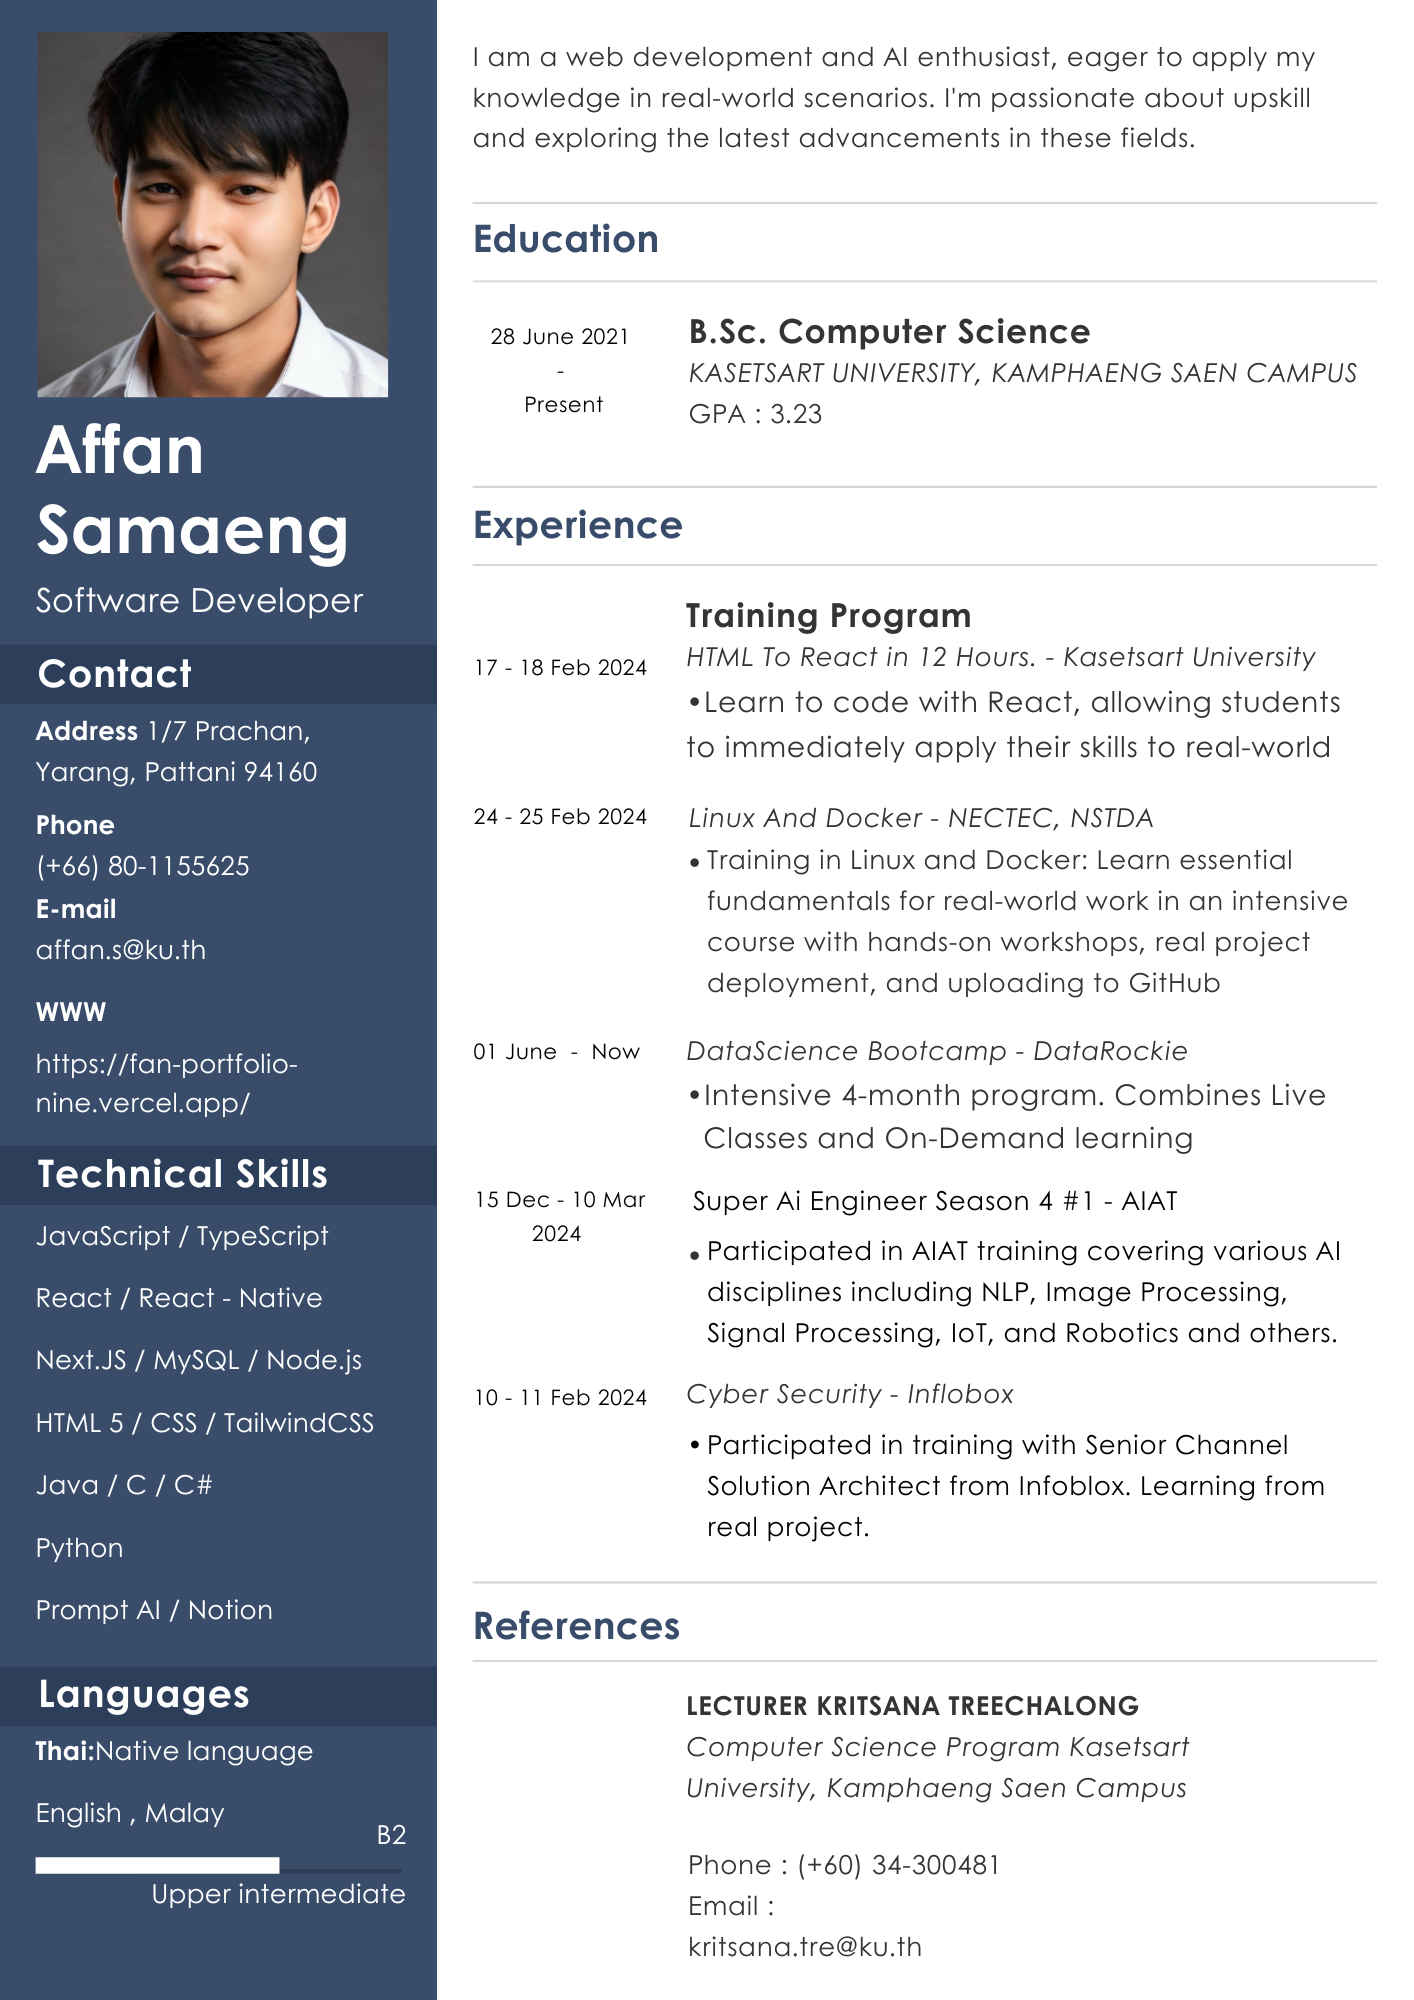 Affan
Samaeng
Software Developer
Contact
Address 1/7 Prachan,
Yarang, Pattani 94160
Phone
(+66) 80-1155625
E-mail
affan.s@ku.th
WWW
https://fan-portfolio-
nine.vercel.app/
Technical Skills
JavaScript / TypeScript
React / React - Native
Next.JS / MySQL / Node.js
HTML 5 / CSS / TailwindCSS
Java / C / C#
Python
Prompt AI / Notion
Languages
Thai:Native language
English , Malay
B2
Upper intermediate
I am a web development and AI enthusiast, eager to apply my
knowledge in real-world scenarios. I'm passionate about upskill
and exploring the latest advancements in these fields.
Education
28 June 2021
-
Present
B.Sc. Computer Science
KASETSART UNIVERSITY, KAMPHAENG SAEN CAMPUS
GPA : 3.23
Experience
Training Program
17 - 18 Feb 2024
HTML To React in 12 Hours. - Kasetsart University
•Learn to code with React, allowing students
to immediately apply their skills to real-world
24 - 25 Feb 2024
Linux And Docker - NECTEC, NSTDA
• Training in Linux and Docker: Learn essential
fundamentals for real-world work in an intensive
course with hands-on workshops, real project
deployment, and uploading to GitHub
01 June - Now
DataScience Bootcamp - DataRockie
•Intensive 4-month program. Combines Live
Classes and On-Demand learning
15 Dec - 10 Mar
2024
Super Ai Engineer Season 4 #1 - AIAT
• Participated in AIAT training covering various AI
disciplines including NLP, Image Processing,
Signal Processing, IoT, and Robotics and others.
10 - 11 Feb 2024
Cyber Security - Inflobox
• Participated in training with Senior Channel
Solution Architect from Infoblox. Learning from
real project.
References
LECTURER KRITSANA TREECHALONG
Computer Science Program Kasetsart
University, Kamphaeng Saen Campus
Phone : (+60) 34-300481
Email :
kritsana.tre@ku.th